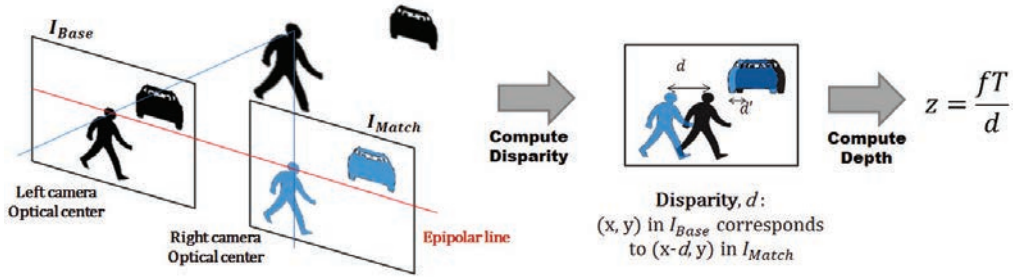 I_Base
I_Match
Left camera
Optical center
Right camera
Optical center
Epipolar line
Compute
Disparity
d
d'
Disparity, d:
(x, y) in I_Base corresponds
to (x-d, y) in I_Match
Compute
Depth
z = fT/d